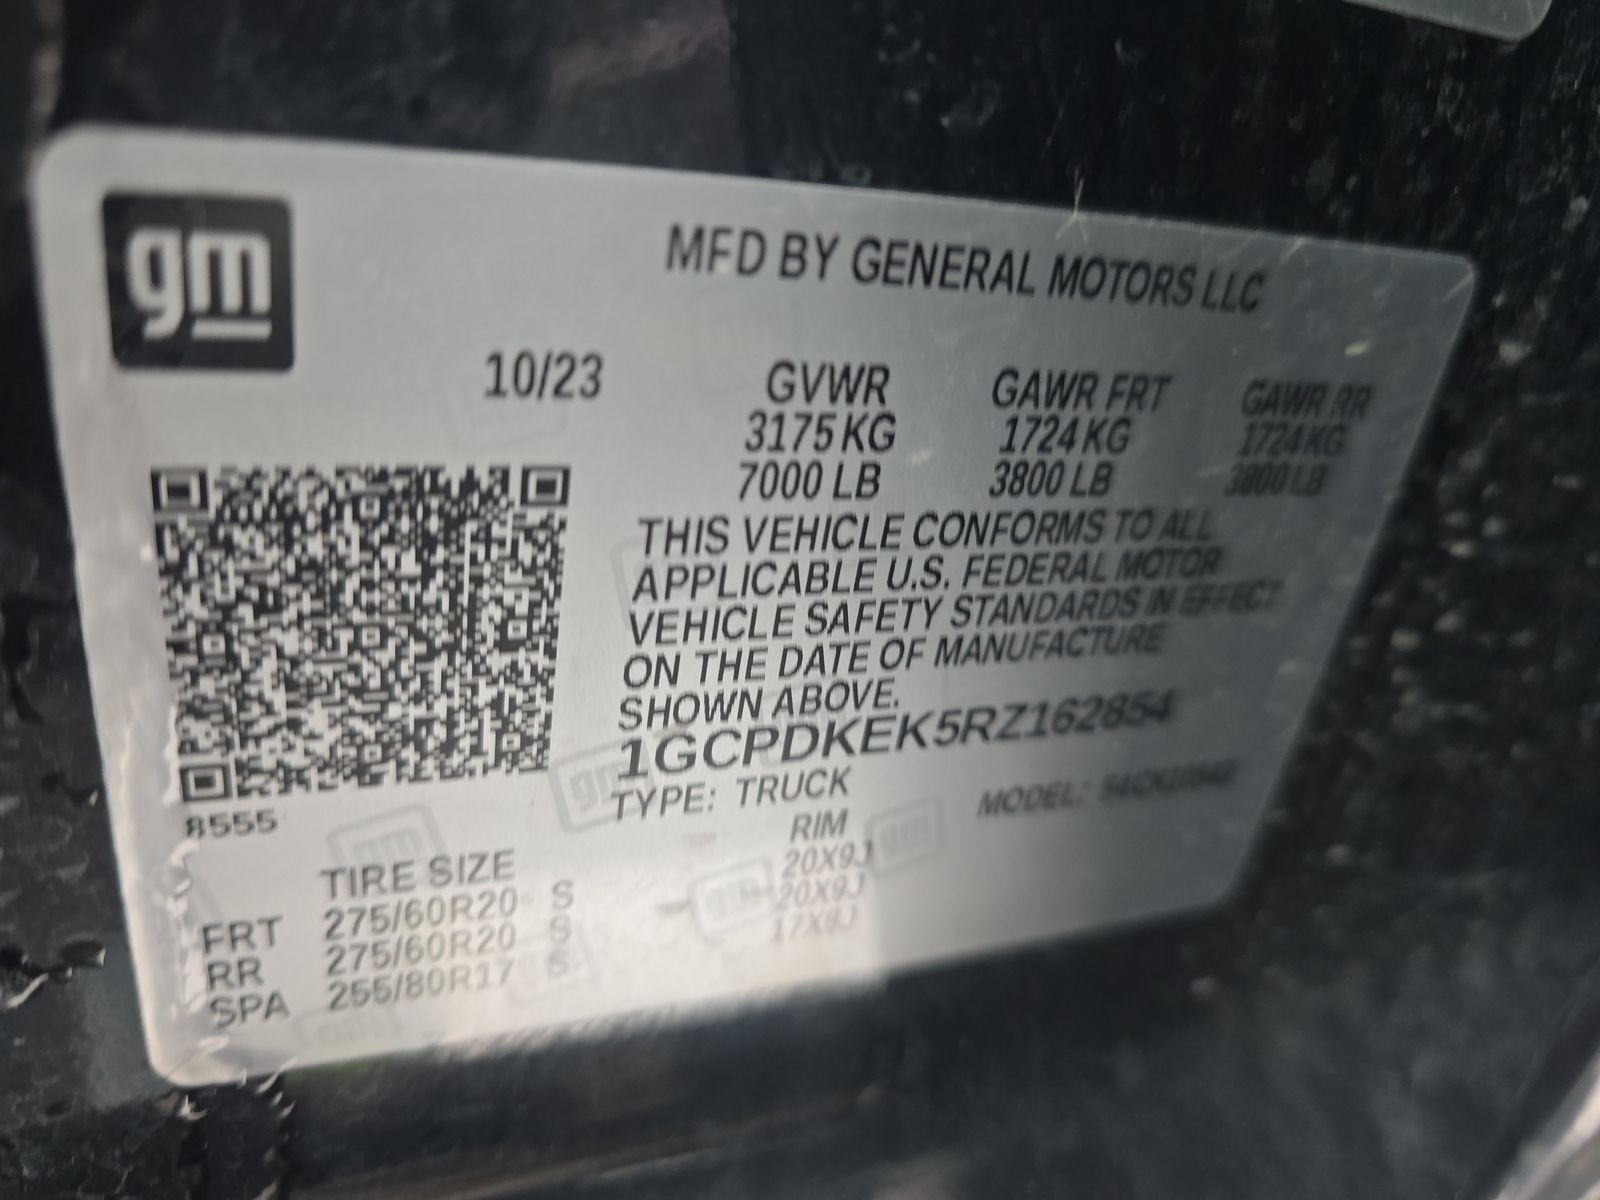 gm
MFD BY GENERAL MOTORS LLC
10/23 GVWR GAWR FRT GAWR RR
3175 KG 1724 KG 1724 KG
7000 LB 3800 LB 3800 LB
THIS VEHICLE CONFORMS TO ALL
APPLICABLE U.S. FEDERAL MOTOR
VEHICLE SAFETY STANDARDS IN EFFECT
ON THE DATE OF MANUFACTURE
SHOWN ABOVE.
1GCPDKEK5RZ162854
TYPE: TRUCK MODEL:
8555
TIRE SIZE RIM
FRT 275/60R20 S 20X9J
RR 275/60R20 S 20X9J
SPA 255/80R17 S 17X8J